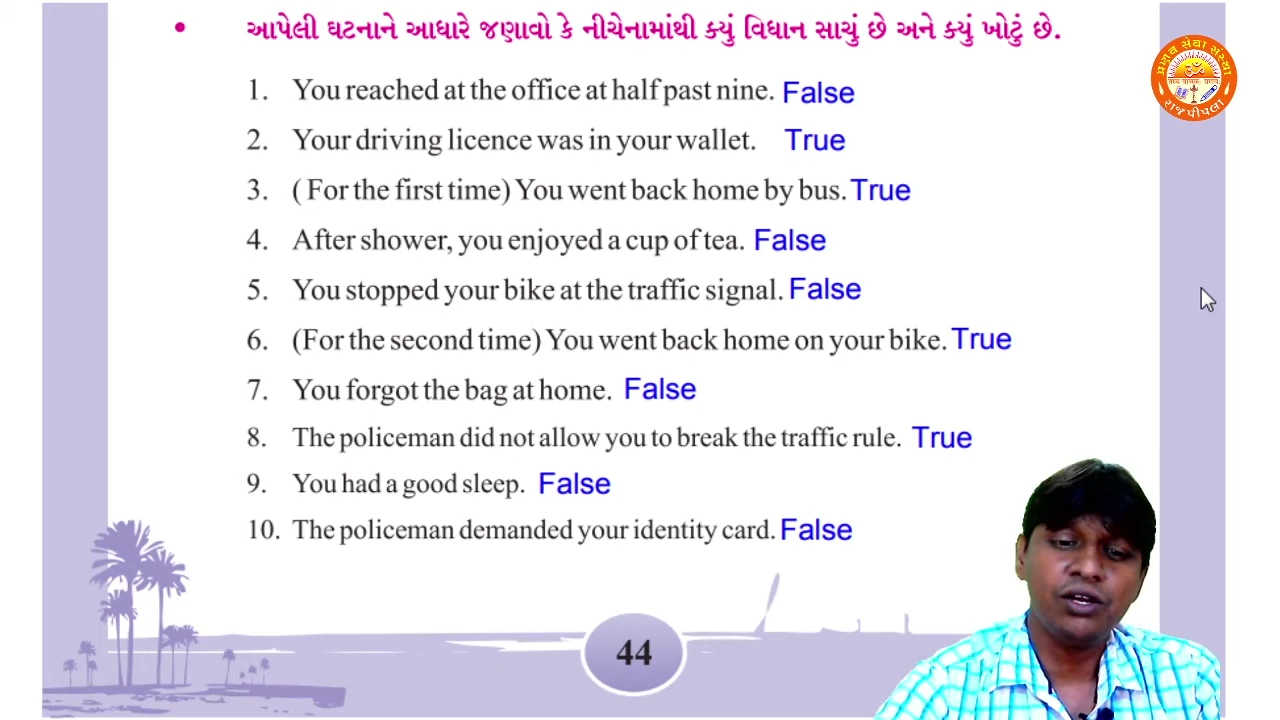 • આપેલી ઘટનાને આધારે જણાવો કે નીચેનામાંથી ક્યું વિધાન સાચું છે અને ક્યું ખોટું છે.
1. You reached at the office at half past nine. False
2. Your driving licence was in your wallet. True
3. ( For the first time) You went back home by bus. True
4. After shower, you enjoyed a cup of tea. False
5. You stopped your bike at the traffic signal. False
6. (For the second time) You went back home on your bike. True
7. You forgot the bag at home. False
8. The policeman did not allow you to break the traffic rule. True
9. You had a good sleep. False
10. The policeman demanded your identity card. False
44
પ્રણવ સેવા સંસ્થા
રાજપીપલા